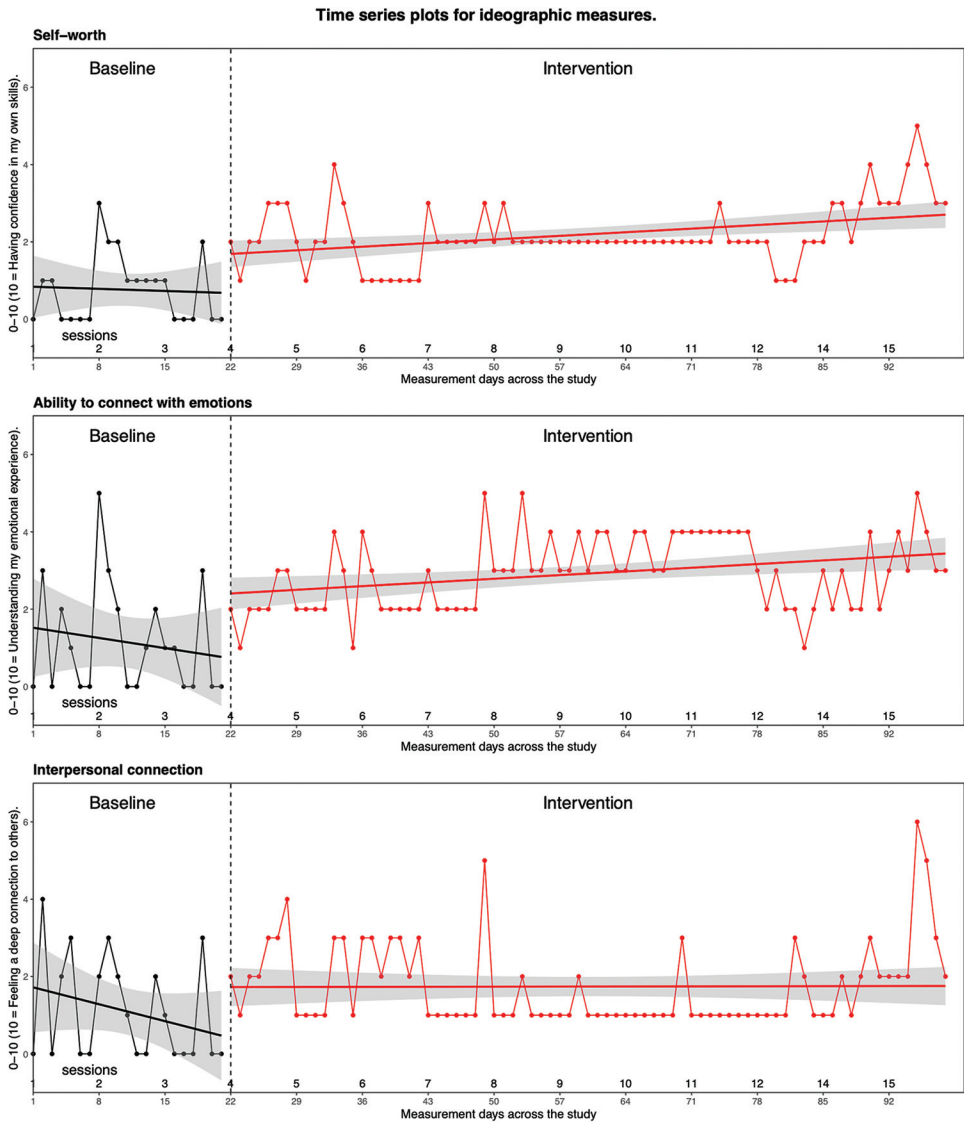 Time series plots for ideographic measures.
Self–worth
0–10 (10 = Having confidence in my own skills).
6
4
2
0
Baseline
Intervention
sessions
1 2 3 4 5 6 7 8 9 10 11 12 14 15
1 8 15 22 29 36 43 50 57 64 71 78 85 92
Measurement days across the study
Ability to connect with emotions
0–10 (10 = Understanding my emotional experience).
6
4
2
0
Baseline
Intervention
sessions
1 2 3 4 5 6 7 8 9 10 11 12 14 15
1 8 15 22 29 36 43 50 57 64 71 78 85 92
Measurement days across the study
Interpersonal connection
0–10 (10 = Feeling a deep connection to others).
6
4
2
0
Baseline
Intervention
sessions
1 2 3 4 5 6 7 8 9 10 11 12 14 15
1 8 15 22 29 36 43 50 57 64 71 78 85 92
Measurement days across the study